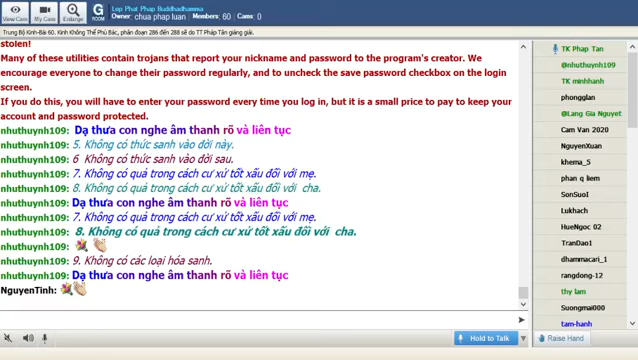 View Cam
My Cam
Enlarge
G
ROOM
Lep Phat Phap Buddhadhamma
Owner: chua phap luan   Members: 60   Cams: 0
Trung Bộ Kinh-Bài 60. Kinh Không Thể Phủ Bác, phân đoạn 286 đến 288 sẽ do TT Pháp Tân giảng giải.
stolen!
Many of these utilities contain trojans that report your nickname and password to the program's creator. We
encourage everyone to change their password regularly, and to uncheck the save password checkbox on the login
screen.
If you do this, you will have to enter your password every time you log in, but it is a small price to pay to keep your
account and password protected.
nhuthuynh109: Dạ thưa con nghe âm thanh rõ và liên tục
nhuthuynh109: 5. Không có thức sanh vào đời này.
nhuthuynh109: 6 Không có thức sanh vào đời sau.
nhuthuynh109: 7. Không có quả trong cách cư xử tốt xấu đối với mẹ.
nhuthuynh109: 8. Không có quả trong cách cư xử tốt xấu đối với cha.
nhuthuynh109: Dạ thưa con nghe âm thanh rõ và liên tục
nhuthuynh109: 7. Không có quả trong cách cư xử tốt xấu đối với mẹ.
nhuthuynh109: 8. Không có quả trong cách cư xử tốt xấu đối với cha.
nhuthuynh109:
nhuthuynh109: 9. Không có các loại hóa sanh.
nhuthuynh109: Dạ thưa con nghe âm thanh rõ và liên tục
NguyenTinh:
TK Phap Tan
@nhuthuynh109
TK minhhanh
phongglan
@Lang Gia Nguyet
Cam Van 2020
NguyenXuan
khema_5
phan q liem
SonSuoI
Lukhach
HueNgoc 02
TranDao1
dhammacari_1
rangdong-12
thy lam
Suongmai000
tam-hanh
Hold to Talk
Raise Hand